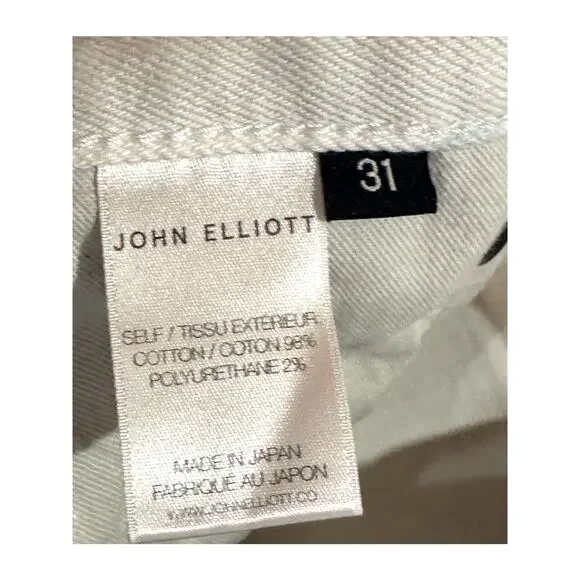 31
JOHN ELLIOTT
SELF / TISSU EXTERIEUR
COTTON / COTON 98%
POLYURETHANE 2%
MADE IN JAPAN
FABRIQUÉ AU JAPON
WWW.JOHNELLIOTT.CO